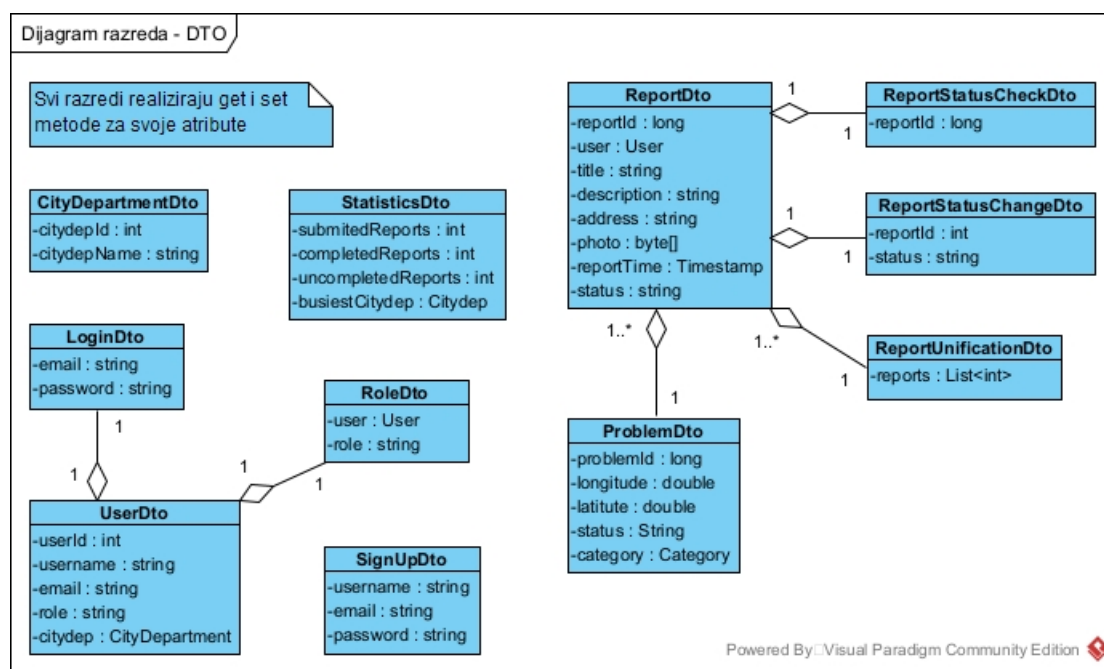 Dijagram razreda - DTO
Svi razredi realiziraju get i set
metode za svoje atribute
CityDepartmentDto
-citydepId : int
-citydepName : string
StatisticsDto
-submitedReports : int
-completedReports : int
-uncompletedReports : int
-busiestCitydep : Citydep
LoginDto
-email : string
-password : string
1
1
RoleDto
-user : User
-role : string
1
1
UserDto
-userId : int
-username : string
-email : string
-role : string
-citydep : CityDepartment
SignUpDto
-username : string
-email : string
-password : string
ReportDto
-reportId : long
-user : User
-title : string
-description : string
-address : string
-photo : byte[]
-reportTime : Timestamp
-status : string
1
1
ReportStatusCheckDto
-reportId : long
1
1
ReportStatusChangeDto
-reportId : int
-status : string
1..*
1
ReportUnificationDto
-reports : List<int>
1..*
1
ProblemDto
-problemId : long
-longitude : double
-latitute : double
-status : String
-category : Category
Powered By Visual Paradigm Community Edition